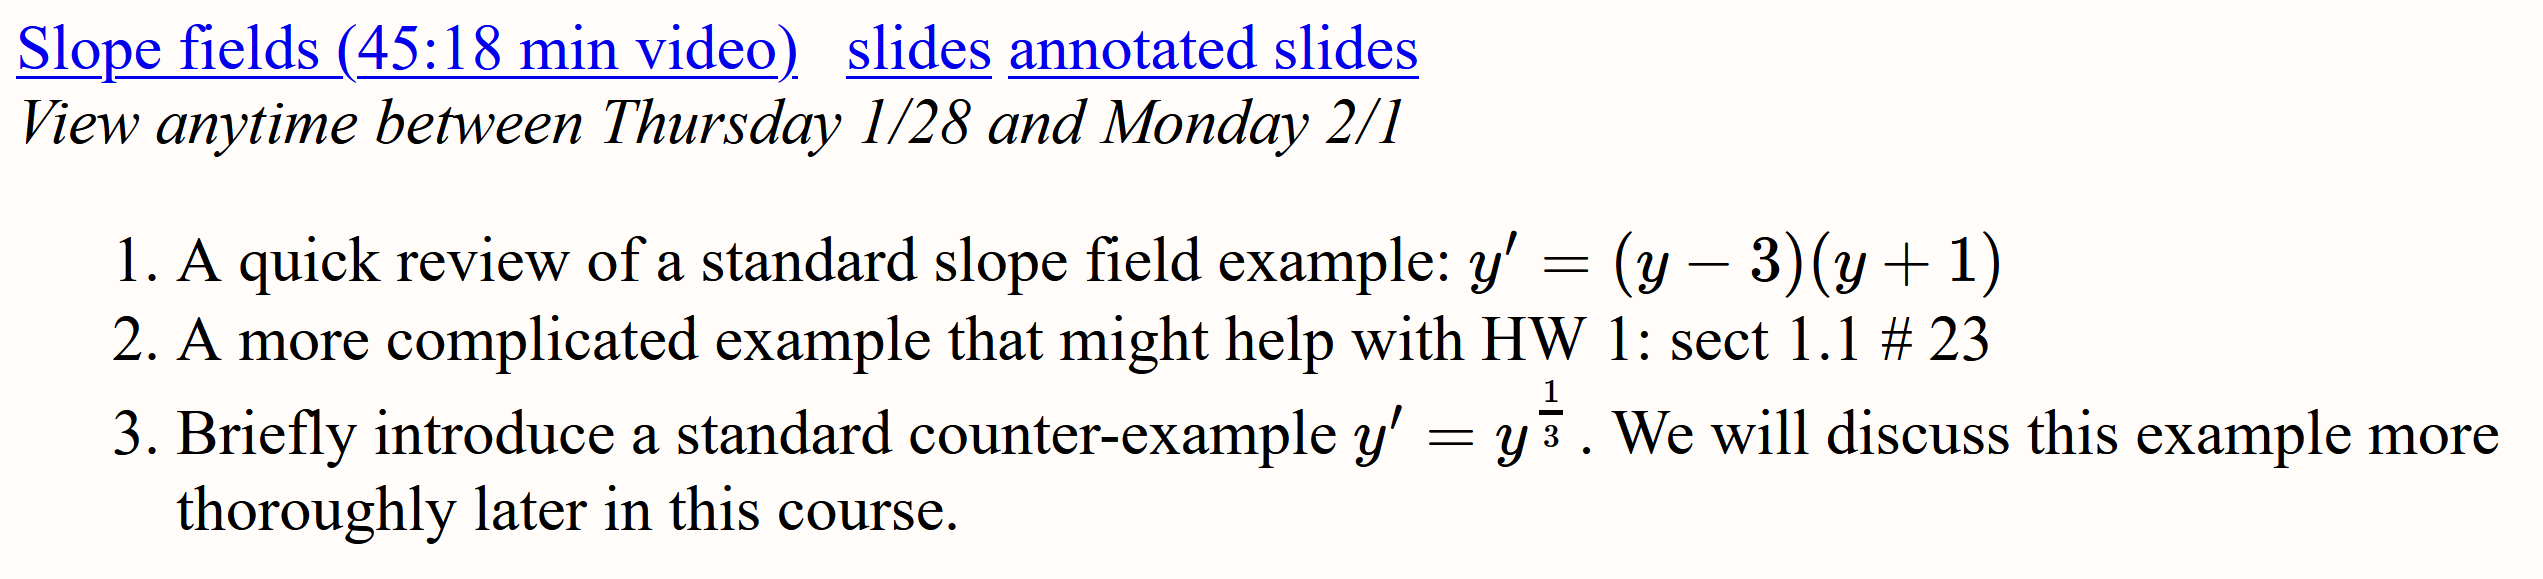 Slope fields (45:18 min video) slides annotated slides
View anytime between Thursday 1/28 and Monday 2/1
1. A quick review of a standard slope field example: y′ = (y − 3)(y + 1)
2. A more complicated example that might help with HW 1: sect 1.1 # 23
3. Briefly introduce a standard counter-example y′ = y^{1/3}. We will discuss this example more
thoroughly later in this course.